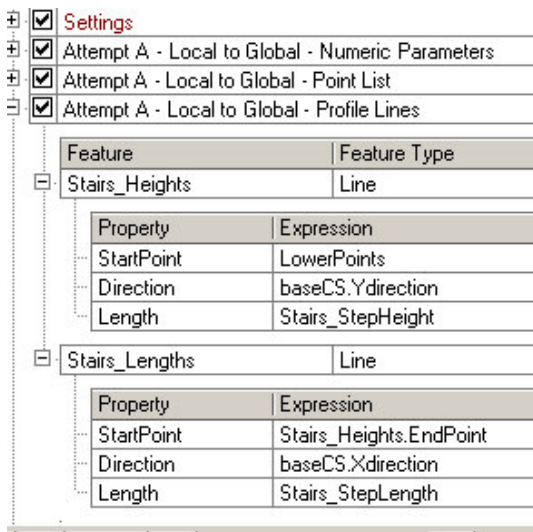 Settings
Attempt A - Local to Global - Numeric Parameters
Attempt A - Local to Global - Point List
Attempt A - Local to Global - Profile Lines
Feature Feature Type
Stairs_Heights Line
Property Expression
StartPoint LowerPoints
Direction baseCS.Ydirection
Length Stairs_StepHeight
Stairs_Lengths Line
Property Expression
StartPoint Stairs_Heights.EndPoint
Direction baseCS.Xdirection
Length Stairs_StepLength